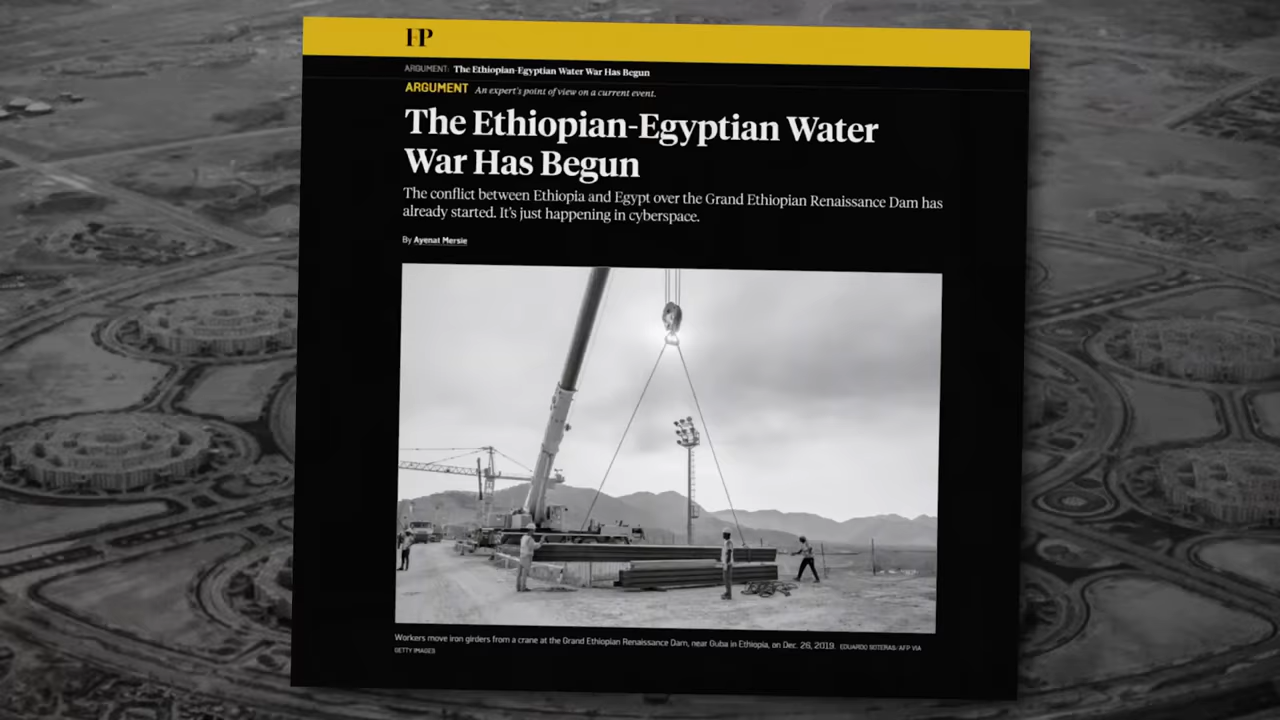 FP
ARGUMENT: The Ethiopian-Egyptian Water War Has Begun
ARGUMENT An expert's point of view on a current event.
The Ethiopian-Egyptian Water
War Has Begun
The conflict between Ethiopia and Egypt over the Grand Ethiopian Renaissance Dam has
already started. It's just happening in cyberspace.
By Ayenat Mersie
Workers move iron girders from a crane at the Grand Ethiopian Renaissance Dam, near Guba in Ethiopia, on Dec. 26, 2019. EDUARDO SOTERAS/AFP VIA
GETTY IMAGES